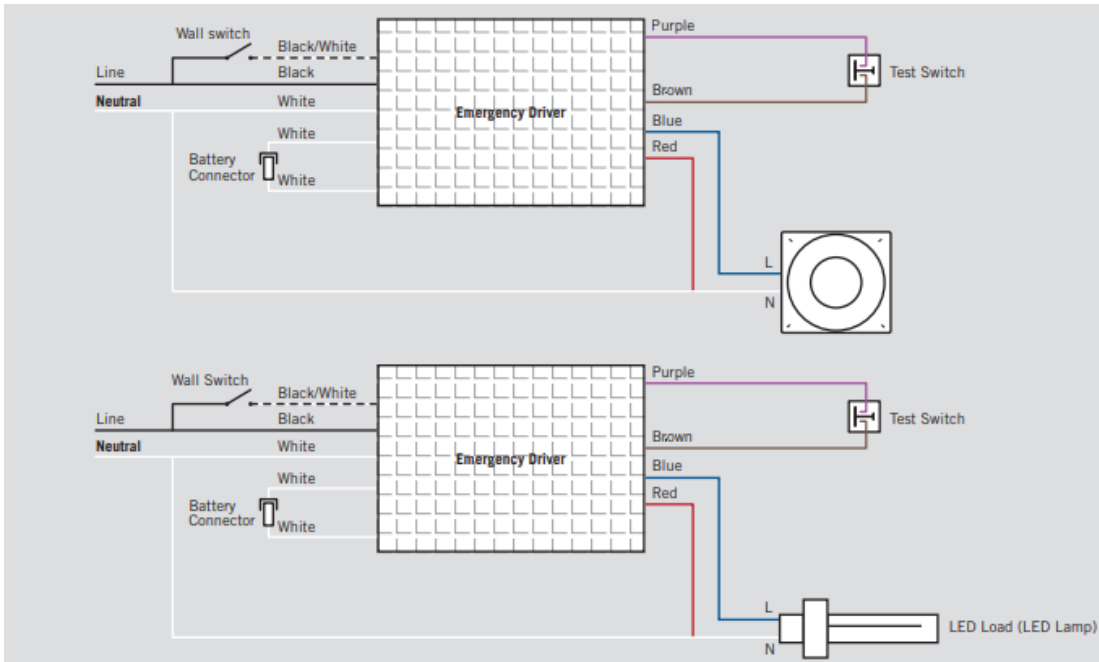 Purple
Wall switch
Black/White
Line
Black
Test Switch
Brown
Neutral
White
Emergency Driver
Blue
White
Red
Battery
Connector
White
L
N
Purple
Wall Switch
Black/White
Line
Black
Test Switch
Brown
Neutral
White
Emergency Driver
Blue
White
Red
Battery
Connector
White
L
LED Load (LED Lamp)
N